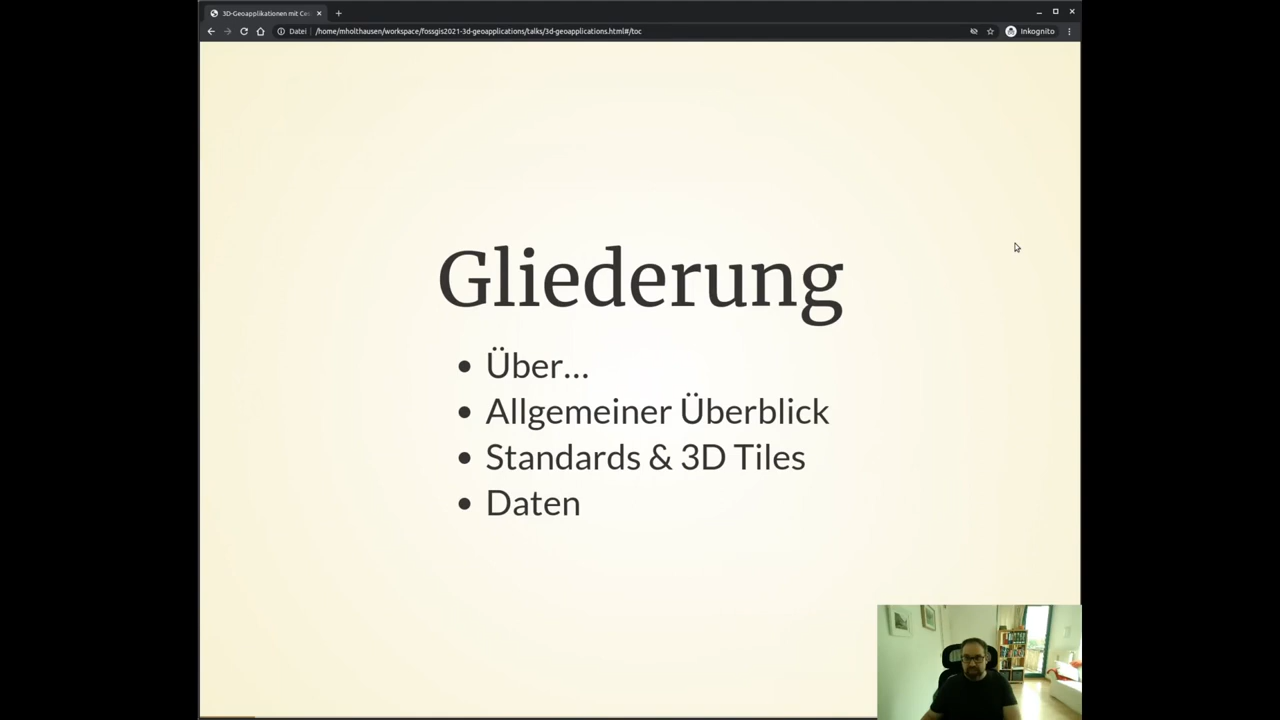 3D-Geoapplikationen mit Ce
Datei /home/mholthausen/workspace/fossgis2021-3d-geoapplications/talks/3d-geoapplications.html#/toc
Inkognito
Gliederung
Über...
Allgemeiner Überblick
Standards & 3D Tiles
Daten